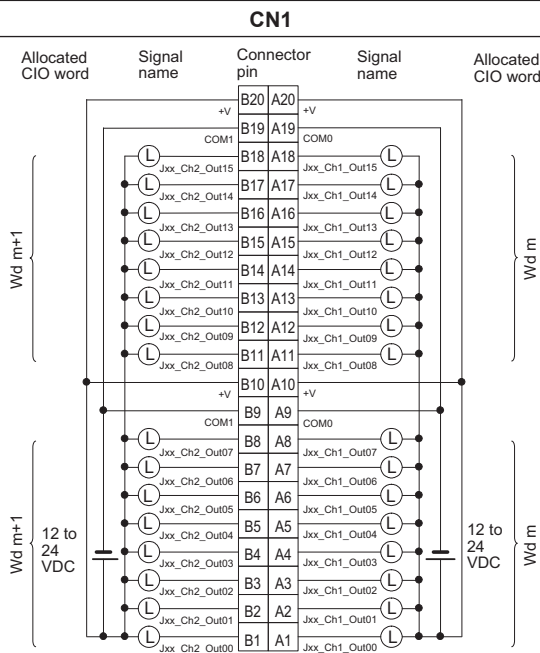 CN1
Allocated CIO word
Signal name
Connector pin
Signal name
Allocated CIO word
+V B20 A20 +V
COM1 B19 A19 COM0
L Jxx_Ch2_Out15 B18 A18 Jxx_Ch1_Out15 L
L Jxx_Ch2_Out14 B17 A17 Jxx_Ch1_Out14 L
L Jxx_Ch2_Out13 B16 A16 Jxx_Ch1_Out13 L
L Jxx_Ch2_Out12 B15 A15 Jxx_Ch1_Out12 L
L Jxx_Ch2_Out11 B14 A14 Jxx_Ch1_Out11 L
L Jxx_Ch2_Out10 B13 A13 Jxx_Ch1_Out10 L
L Jxx_Ch2_Out09 B12 A12 Jxx_Ch1_Out09 L
L Jxx_Ch2_Out08 B11 A11 Jxx_Ch1_Out08 L
Wd m+1
Wd m
+V B10 A10 +V
COM1 B9 A9 COM0
L Jxx_Ch2_Out07 B8 A8 Jxx_Ch1_Out07 L
L Jxx_Ch2_Out06 B7 A7 Jxx_Ch1_Out06 L
L Jxx_Ch2_Out05 B6 A6 Jxx_Ch1_Out05 L
L Jxx_Ch2_Out04 B5 A5 Jxx_Ch1_Out04 L
L Jxx_Ch2_Out03 B4 A4 Jxx_Ch1_Out03 L
L Jxx_Ch2_Out02 B3 A3 Jxx_Ch1_Out02 L
L Jxx_Ch2_Out01 B2 A2 Jxx_Ch1_Out01 L
L Jxx_Ch2_Out00 B1 A1 Jxx_Ch1_Out00 L
Wd m+1
12 to
24
VDC
12 to
24
VDC
Wd m